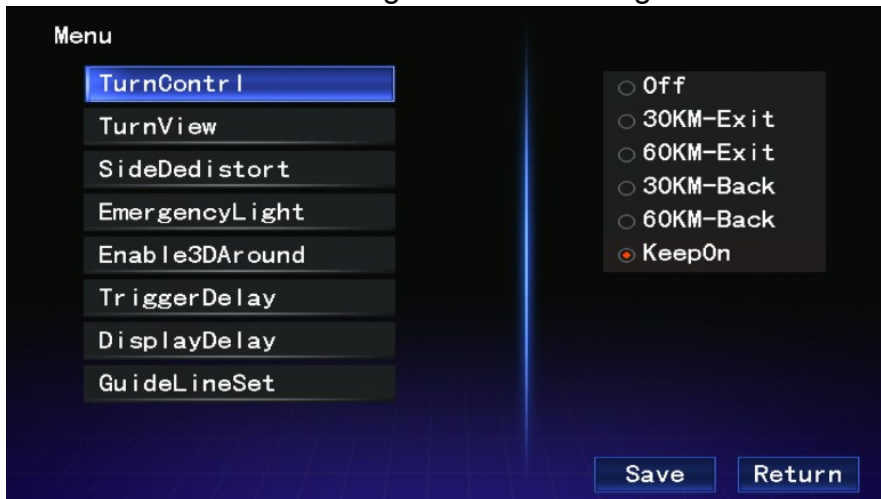 Menu
TurnContrl
TurnView
SideDedistort
EmergencyLight
Enable3DAround
TriggerDelay
DisplayDelay
GuideLineSet
Off
30KM-Exit
60KM-Exit
30KM-Back
60KM-Back
KeepOn
Save
Return